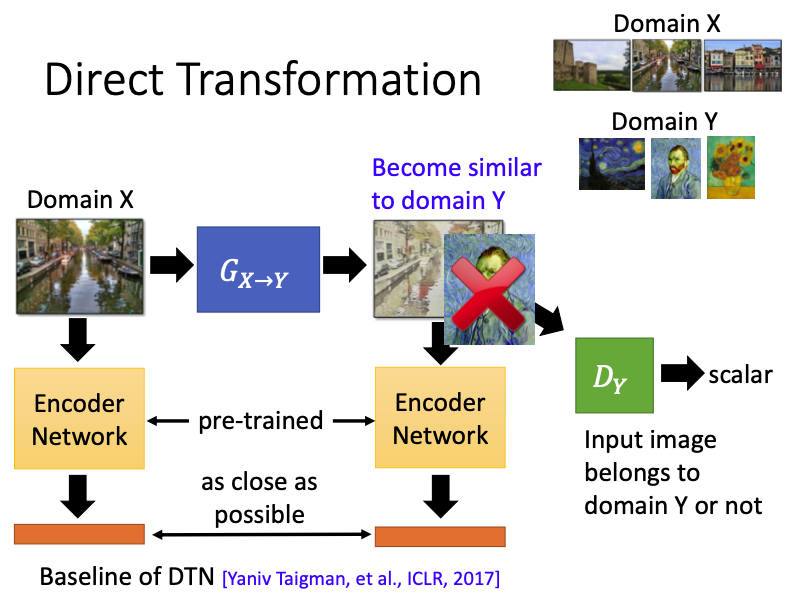 Direct Transformation
Domain X
Domain Y
Domain X
Become similar
to domain Y
G_{X→Y}
D_Y
scalar
Input image
belongs to
domain Y or not
Encoder
Network
pre-trained
Encoder
Network
as close as
possible
Baseline of DTN [Yaniv Taigman, et al., ICLR, 2017]